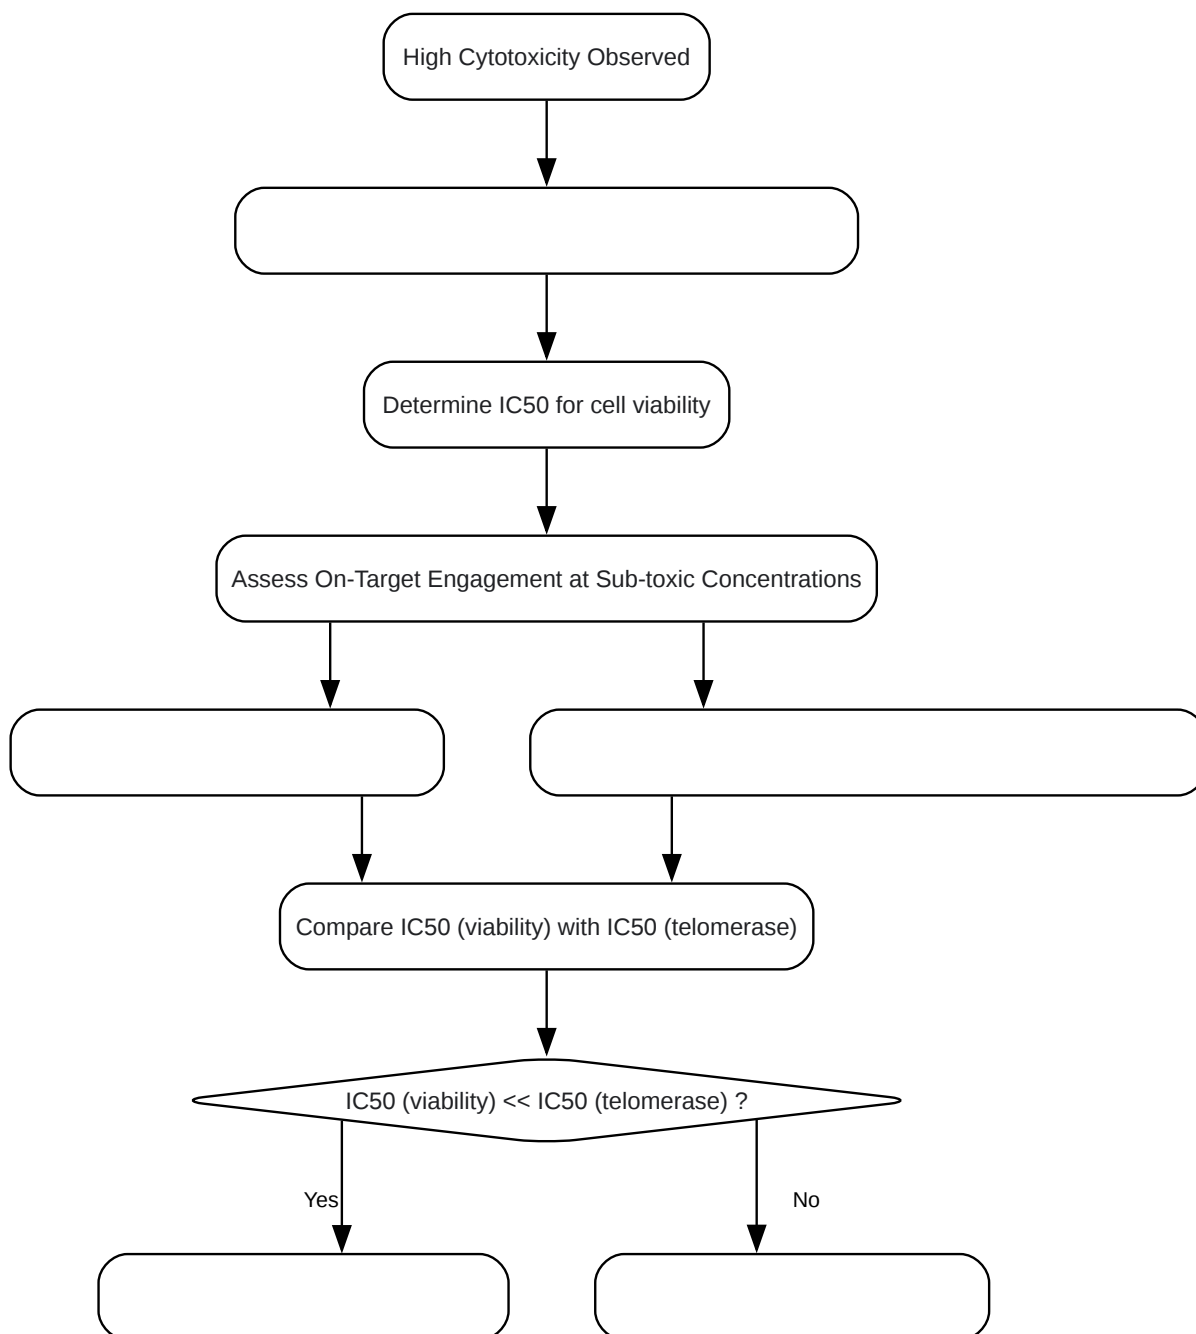 High Cytotoxicity Observed
Determine IC50 for cell viability
Assess On-Target Engagement at Sub-toxic Concentrations
Compare IC50 (viability) with IC50 (telomerase)
IC50 (viability) << IC50 (telomerase) ?
Yes
No